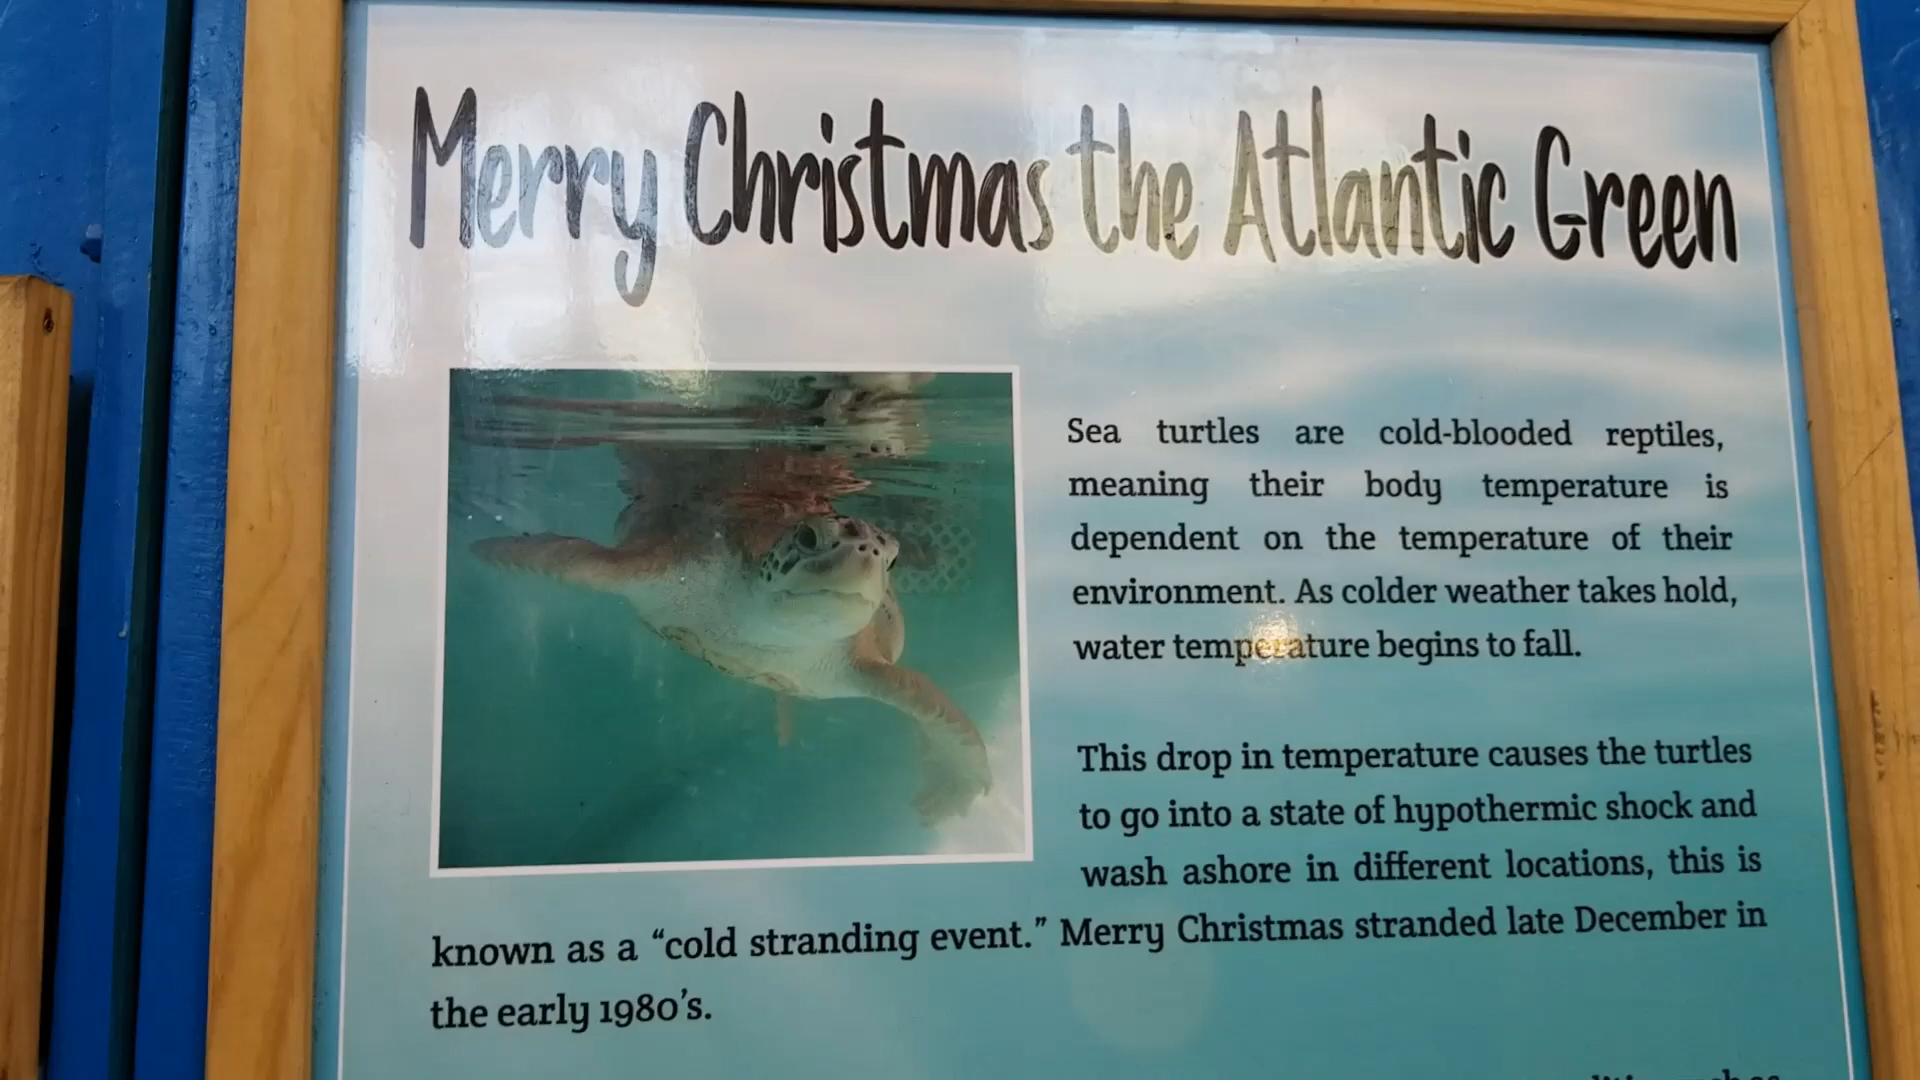 Merry Christmas the Atlantic Green
Sea turtles are cold-blooded reptiles,
meaning their body temperature is
dependent on the temperature of their
environment. As colder weather takes hold,
water temperature begins to fall.
This drop in temperature causes the turtles
to go into a state of hypothermic shock and
wash ashore in different locations, this is
known as a “cold stranding event.” Merry Christmas stranded late December in
the early 1980’s.